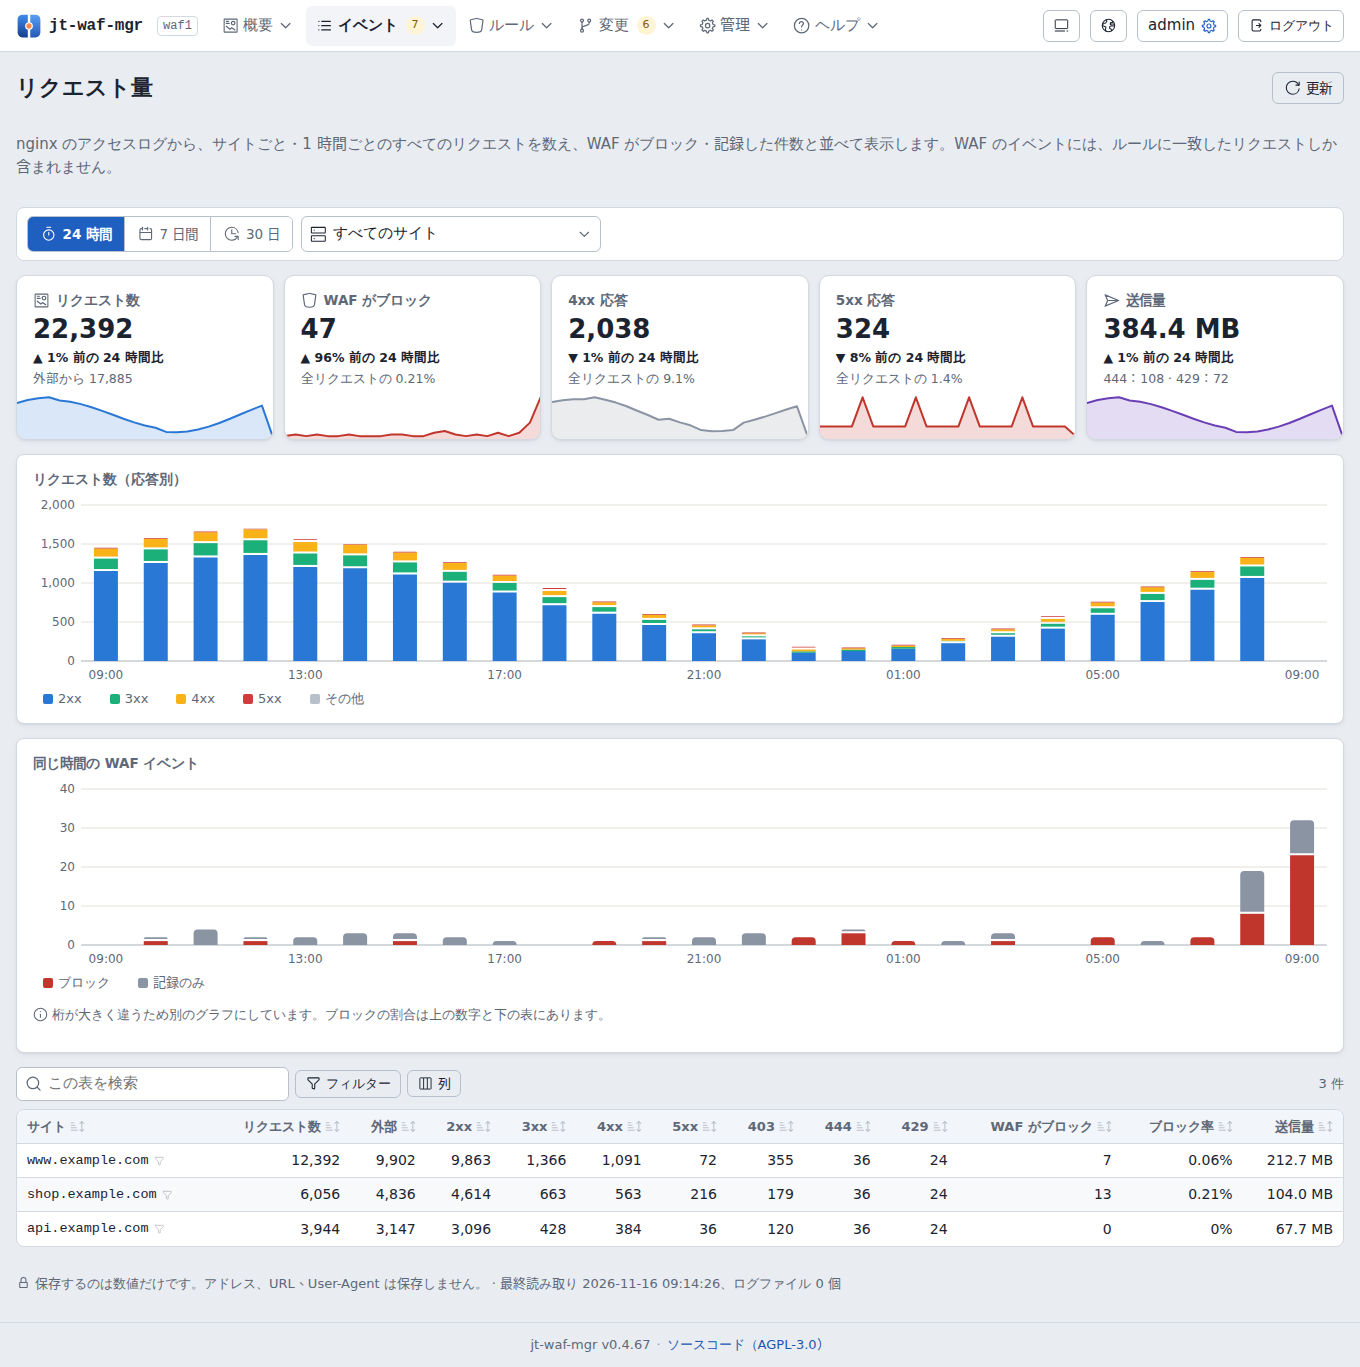 jt-waf-mgr waf1 概要 イベント 7 ルール 変更 6 管理 ヘルプ admin ログアウト
リクエスト量 更新
nginx のアクセスログから、サイトごと・1 時間ごとのすべてのリクエストを数え、WAF がブロック・記録した件数と並べて表示します。WAF のイベントには、ルールに一致したリクエストしか
含まれません。
24 時間 7 日間 30 日 すべてのサイト
リクエスト数 WAF がブロック 4xx 応答 5xx 応答 送信量
22,392 47 2,038 324 384.4 MB
▲ 1% 前の 24 時間比 ▲ 96% 前の 24 時間比 ▼ 1% 前の 24 時間比 ▼ 8% 前の 24 時間比 ▲ 1% 前の 24 時間比
外部から 17,885 全リクエストの 0.21% 全リクエストの 9.1% 全リクエストの 1.4% 444：108 · 429：72
リクエスト数（応答別）
2,000
1,500
1,000
500
0
09:00 13:00 17:00 21:00 01:00 05:00 09:00
2xx 3xx 4xx 5xx その他
同じ時間の WAF イベント
40
30
20
10
0
09:00 13:00 17:00 21:00 01:00 05:00 09:00
ブロック 記録のみ
桁が大きく違うため別のグラフにしています。ブロックの割合は上の数字と下の表にあります。
この表を検索 フィルター 列 3 件
サイト リクエスト数 外部 2xx 3xx 4xx 5xx 403 444 429 WAF がブロック ブロック率 送信量
www.example.com 12,392 9,902 9,863 1,366 1,091 72 355 36 24 7 0.06% 212.7 MB
shop.example.com 6,056 4,836 4,614 663 563 216 179 36 24 13 0.21% 104.0 MB
api.example.com 3,944 3,147 3,096 428 384 36 120 36 24 0 0% 67.7 MB
保存するのは数値だけです。アドレス、URL、User-Agent は保存しません。 · 最終読み取り 2026-11-16 09:14:26、ログファイル 0 個
jt-waf-mgr v0.4.67 · ソースコード（AGPL-3.0）